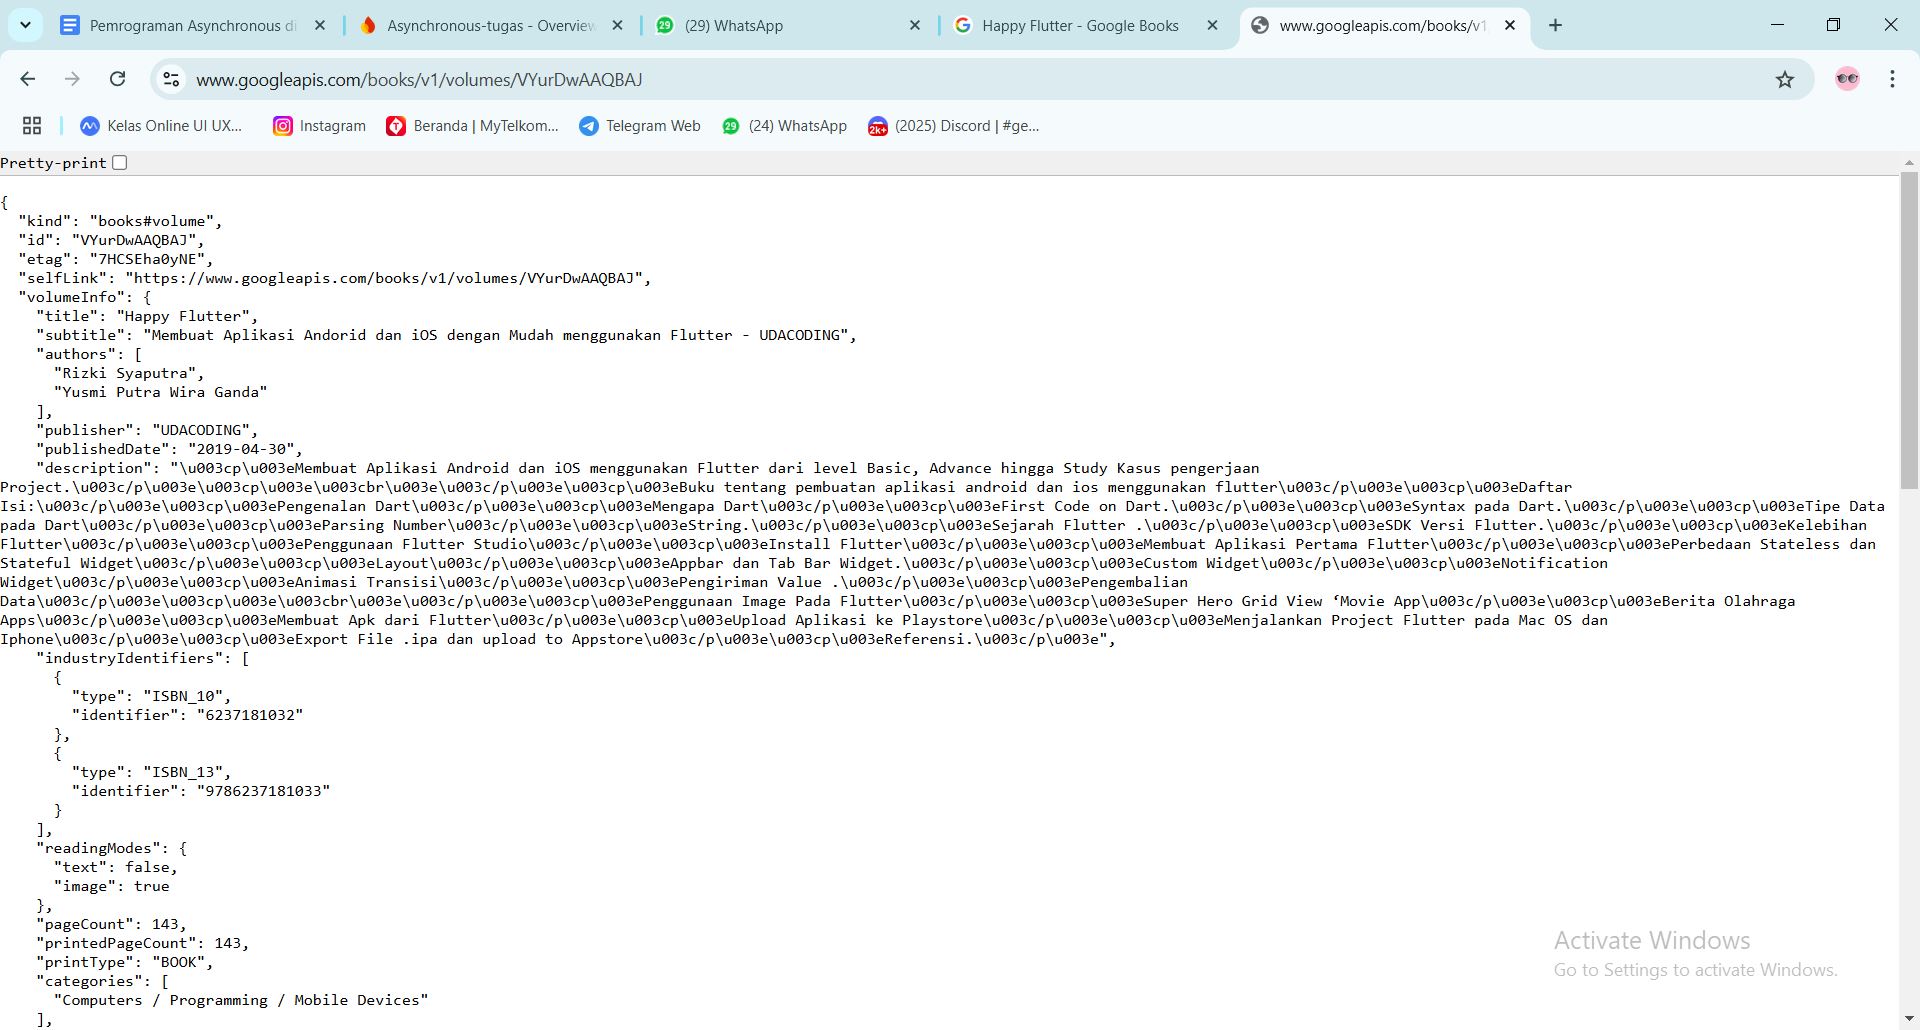 Pemrograman Asynchronous di
Asynchronous-tugas - Overview
29
(29) WhatsApp
Happy Flutter - Google Books
www.googleapis.com/books/v1
www.googleapis.com/books/v1/volumes/VYurDwAAQBAJ
Kelas Online UI UX...
Instagram
Beranda | MyTelkom...
Telegram Web
29
(24) WhatsApp
2K+
(2025) Discord | #ge...
Pretty-print
{
"kind": "books#volume",
"id": "VYurDwAAQBAJ",
"etag": "7HCSEha0yNE",
"selfLink": "https://www.googleapis.com/books/v1/volumes/VYurDwAAQBAJ",
"volumeInfo": {
"title": "Happy Flutter",
"subtitle": "Membuat Aplikasi Andorid dan iOS dengan Mudah menggunakan Flutter - UDACODING",
"authors": [
"Rizki Syaputra",
"Yusmi Putra Wira Ganda"
],
"publisher": "UDACODING",
"publishedDate": "2019-04-30",
"description": "\u003cp\u003eMembuat Aplikasi Android dan iOS menggunakan Flutter dari level Basic, Advance hingga Study Kasus pengerjaan
Project.\u003c/p\u003e\u003cp\u003e\u003cbr\u003e\u003c/p\u003e\u003cp\u003eBuku tentang pembuatan aplikasi android dan ios menggunakan flutter\u003c/p\u003e\u003cp\u003eDaftar
Isi:\u003c/p\u003e\u003cp\u003ePengenalan Dart\u003c/p\u003e\u003cp\u003eMengapa Dart\u003c/p\u003e\u003cp\u003eFirst Code on Dart.\u003c/p\u003e\u003cp\u003eSyntax pada Dart.\u003c/p\u003e\u003cp\u003eTipe Data
pada Dart\u003c/p\u003e\u003cp\u003eParsing Number\u003c/p\u003e\u003cp\u003eString.\u003c/p\u003e\u003cp\u003eSejarah Flutter .\u003c/p\u003e\u003cp\u003eSDK Versi Flutter.\u003c/p\u003e\u003cp\u003eKelebihan
Flutter\u003c/p\u003e\u003cp\u003ePenggunaan Flutter Studio\u003c/p\u003e\u003cp\u003eInstall Flutter\u003c/p\u003e\u003cp\u003eMembuat Aplikasi Pertama Flutter\u003c/p\u003e\u003cp\u003ePerbedaan Stateless dan
Stateful Widget\u003c/p\u003e\u003cp\u003eLayout\u003c/p\u003e\u003cp\u003eAppbar dan Tab Bar Widget.\u003c/p\u003e\u003cp\u003eCustom Widget\u003c/p\u003e\u003cp\u003eNotification
Widget\u003c/p\u003e\u003cp\u003eAnimasi Transisi\u003c/p\u003e\u003cp\u003ePengiriman Value .\u003c/p\u003e\u003cp\u003ePengembalian
Data\u003c/p\u003e\u003cp\u003e\u003cbr\u003e\u003c/p\u003e\u003cp\u003ePenggunaan Image Pada Flutter\u003c/p\u003e\u003cp\u003eSuper Hero Grid View ‘Movie App\u003c/p\u003e\u003cp\u003eBerita Olahraga
Apps\u003c/p\u003e\u003cp\u003eMembuat Apk dari Flutter\u003c/p\u003e\u003cp\u003eUpload Aplikasi ke Playstore\u003c/p\u003e\u003cp\u003eMenjalankan Project Flutter pada Mac OS dan
Iphone\u003c/p\u003e\u003cp\u003eExport File .ipa dan upload to Appstore\u003c/p\u003e\u003cp\u003eReferensi.\u003c/p\u003e",
"industryIdentifiers": [
{
"type": "ISBN_10",
"identifier": "6237181032"
},
{
"type": "ISBN_13",
"identifier": "9786237181033"
}
],
"readingModes": {
"text": false,
"image": true
},
"pageCount": 143,
"printedPageCount": 143,
"printType": "BOOK",
"categories": [
"Computers / Programming / Mobile Devices"
],
Activate Windows
Go to Settings to activate Windows.